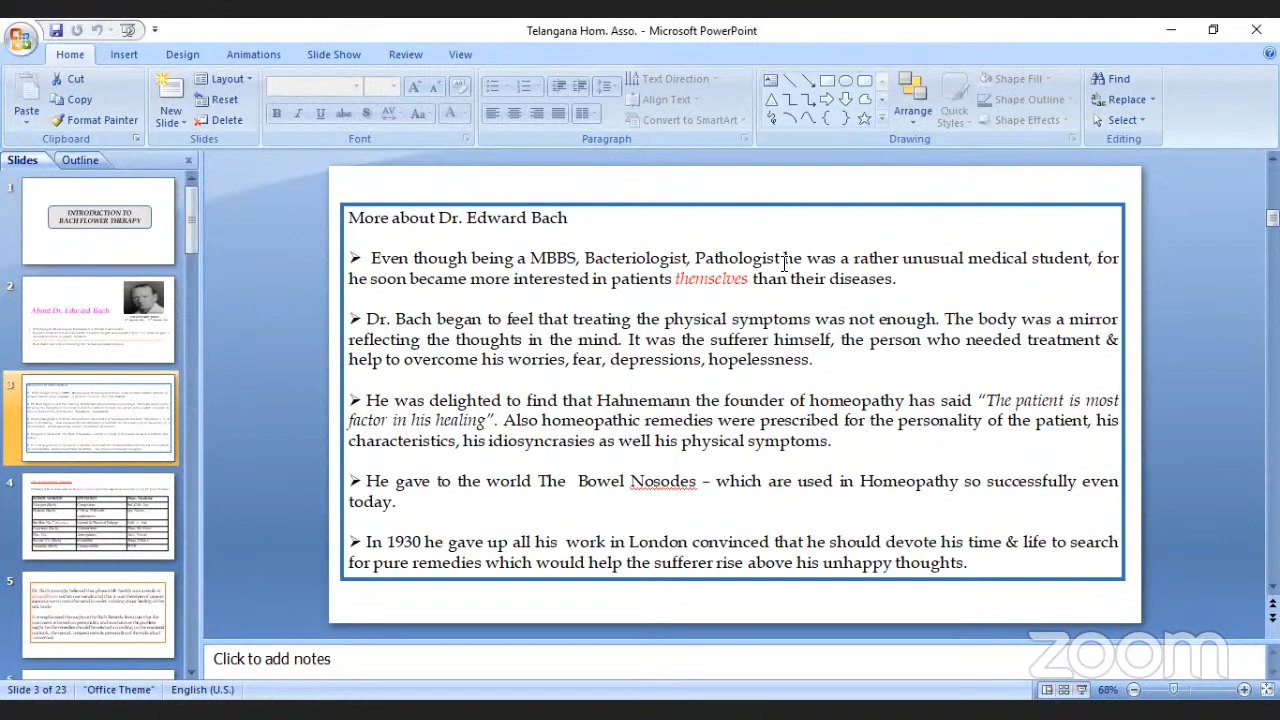 Telangana Hom. Asso. - Microsoft PowerPoint
Home Insert Design Slide Show Animations Review View
Cut
Copy
Format Painter
Paste
Clipboard
New
Slide
Layout
Reset
Delete
Slides
Font
Paragraph
Text Direction
Align Text
Convert to SmartArt
Arrange
Quick
Styles
Shape Fill
Shape Outline
Shape Effects
Drawing
Find
Replace
Select
Editing
Slides Outline
1
INTRODUCTION TO
BACH FLOWER THERAPY
2
About Dr. Edward Bach
3
4
5
More about Dr. Edward Bach
➢ Even though being a MBBS, Bacteriologist, Pathologist he was a rather unusual medical student, for
he soon became more interested in patients themselves than their diseases.
➢ Dr. Bach began to feel that treating the physical symptoms was not enough. The body was a mirror
reflecting the thoughts in the mind. It was the sufferer himself, the person who needed treatment &
help to overcome his worries, fear, depressions, hopelessness.
➢ He was delighted to find that Hahnemann the founder of homeopathy has said “The patient is most
factor in his healing”. Also homeopathic remedies were prescribed for the personality of the patient, his
characteristics, his idiosyncrasies as well his physical symptoms.
➢ He gave to the world The Bowel Nosodes – which are used in Homeopathy so successfully even
today.
➢ In 1930 he gave up all his work in London convinced that he should devote his time & life to search
for pure remedies which would help the sufferer rise above his unhappy thoughts.
zoom
Click to add notes
Slide 3 of 23 "Office Theme" English (U.S.) 68%